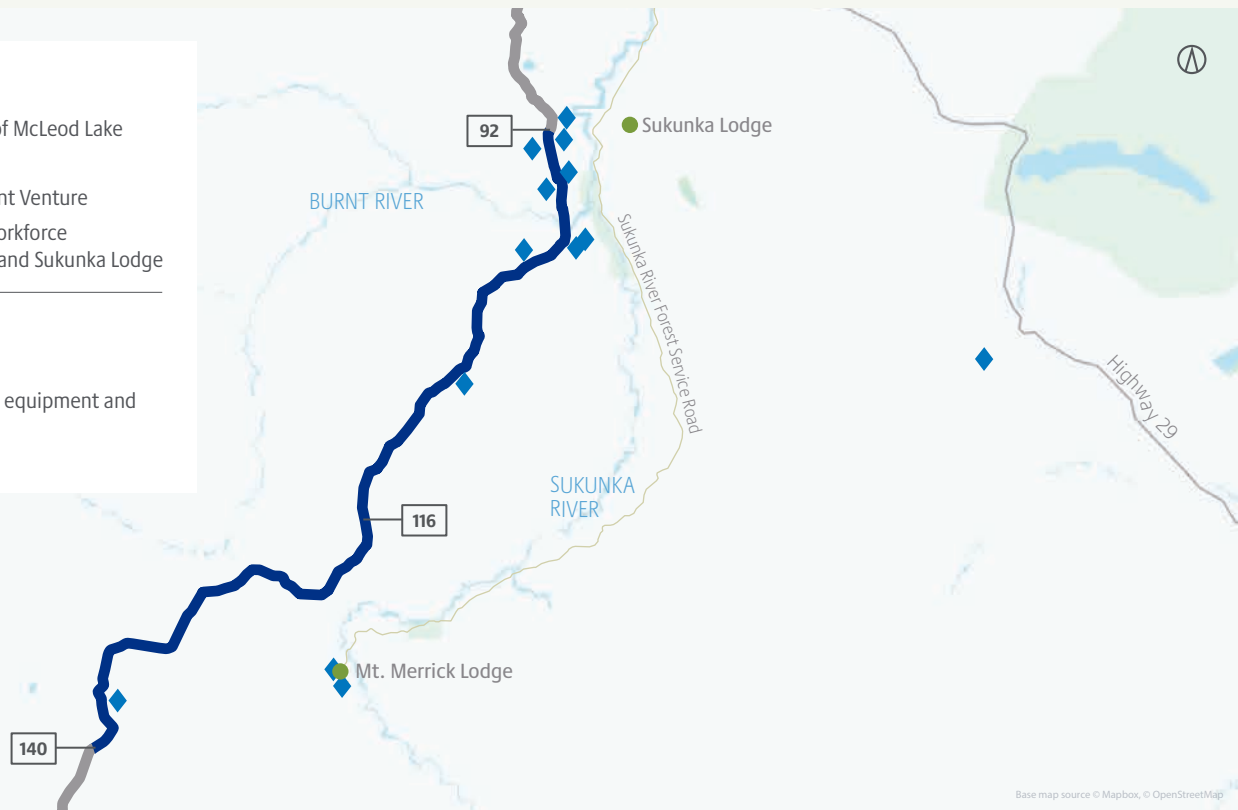 of McLeod Lake
nt Venture
orkforce
and Sukunka Lodge
equipment and
92
Sukunka Lodge
BURNT RIVER
Sukunka River Forest Service Road
Highway 29
SUKUNKA
RIVER
116
Mt. Merrick Lodge
140
Base map source © Mapbox, © OpenStreetMap